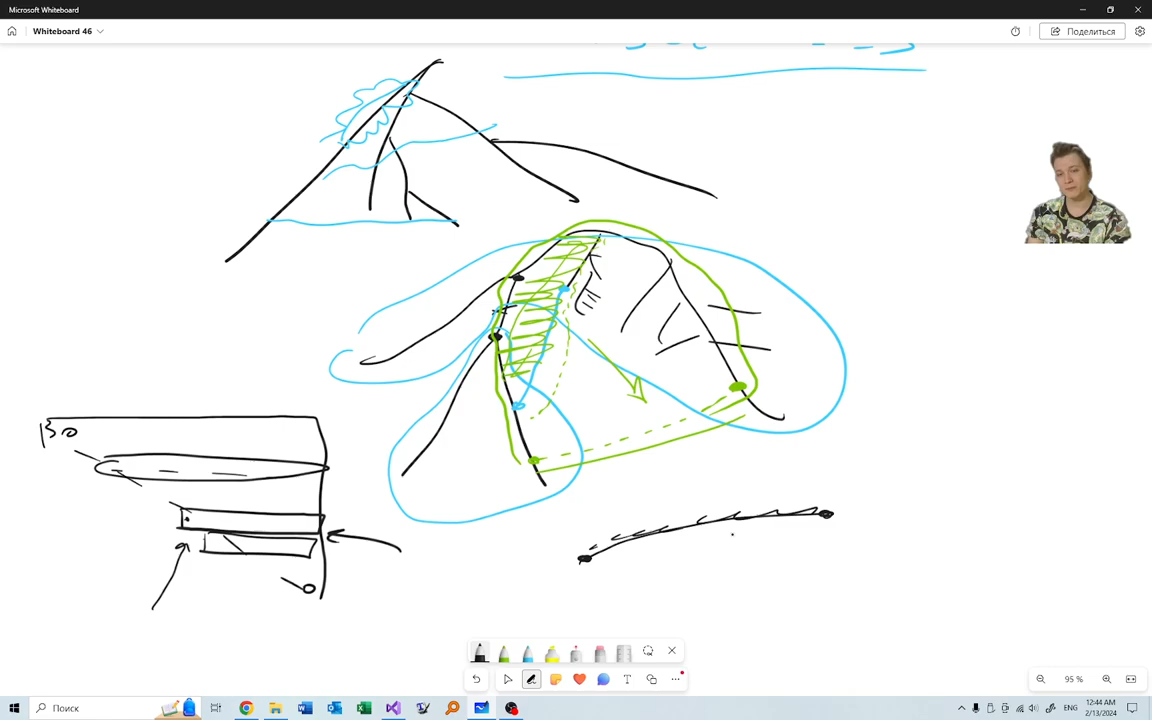 Microsoft Whiteboard
Whiteboard 46
Поделиться
95 %
Поиск
ENG
12:44 AM
2/13/2024